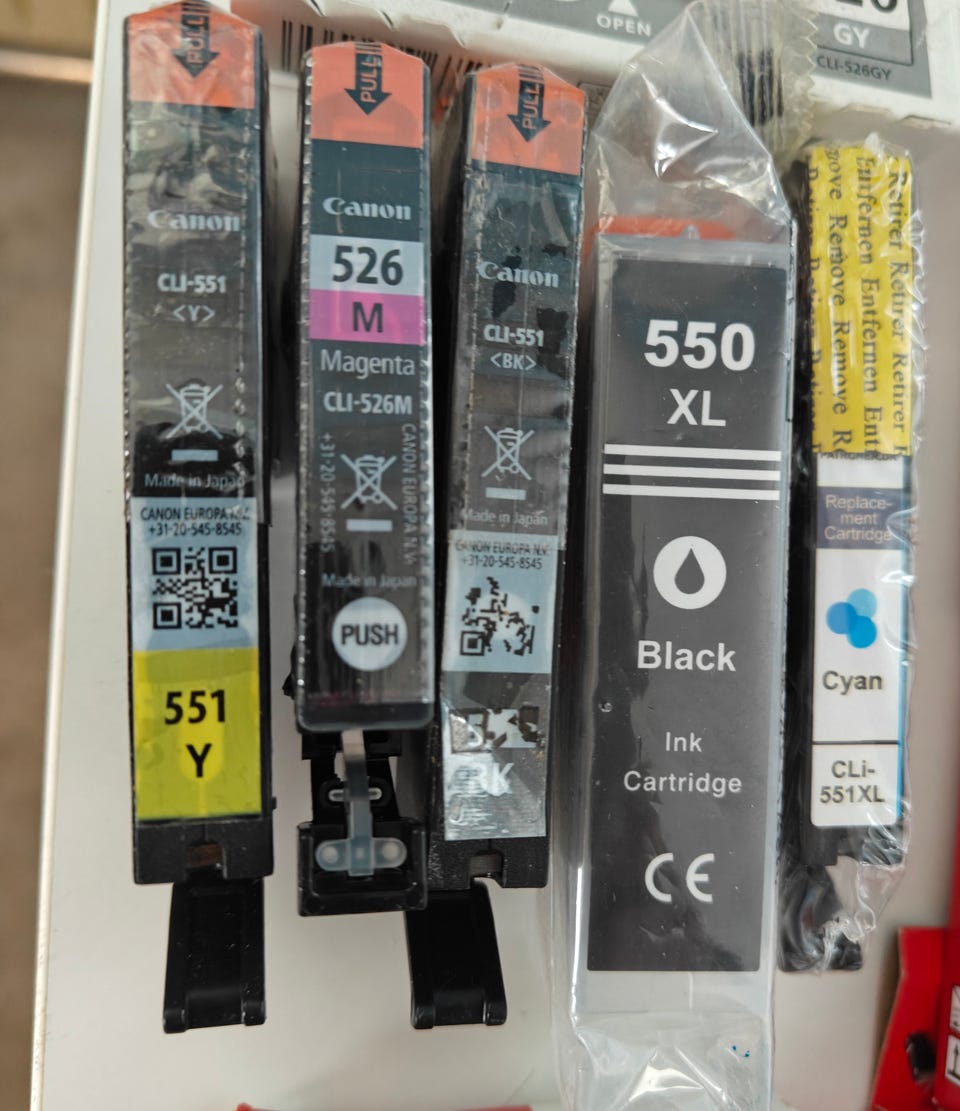 OPEN
GY
CLI-526GY
PULL
Canon
CLI-551
<Y>
Made in Japan
CANON EUROPA N.V.
+31-20-545-8545
551
Y
PULL
Canon
526
M
Magenta
CLI-526M
CANON EUROPA N.V.
+31-20-545-8545
Made in Japan
PUSH
PULL
Canon
CLI-551
<BK>
Made in Japan
CANON EUROPA N.V.
+31-20-545-8545
BK
550
XL
Black
Ink
Cartridge
CE
Retirer Retirer Retirer
Entfernen Entfernen
Remove Remove
Replace-
ment
Cartridge
Cyan
CLi-
551XL